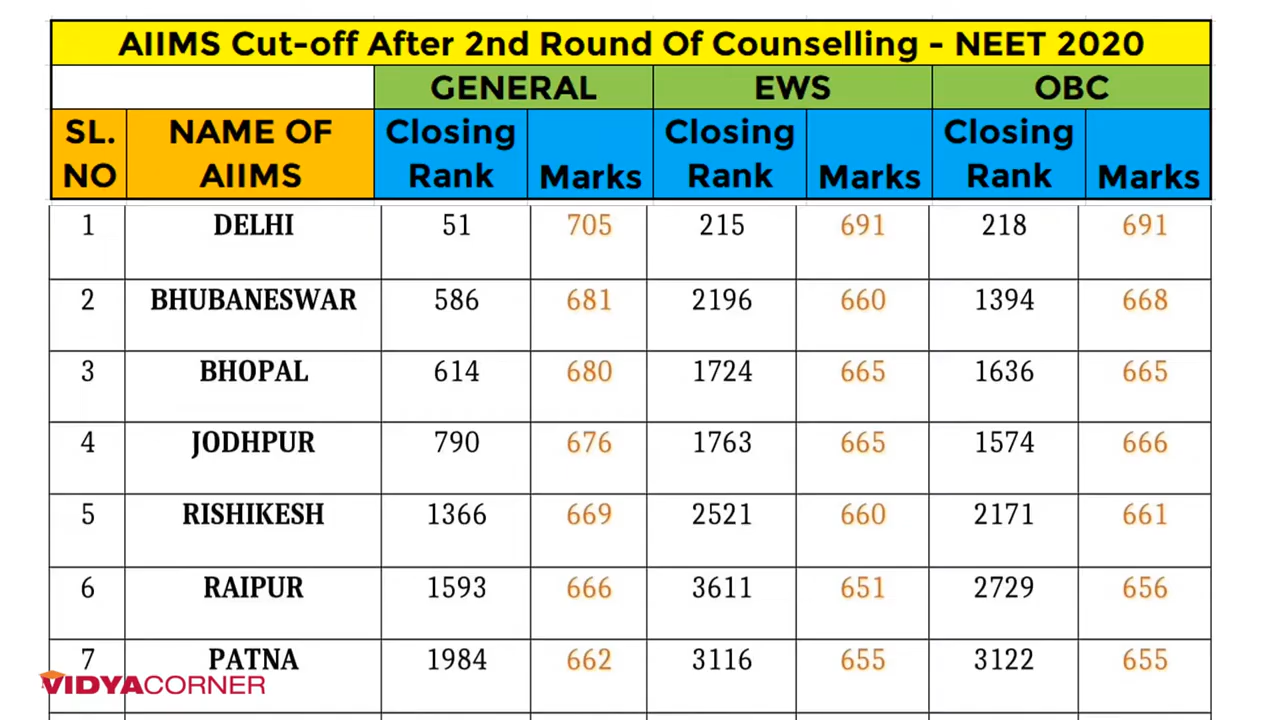 AIIMS Cut-off After 2nd Round Of Counselling - NEET 2020
GENERAL EWS OBC
SL. NO NAME OF AIIMS Closing Rank Marks Closing Rank Marks Closing Rank Marks
1 DELHI 51 705 215 691 218 691
2 BHUBANESWAR 586 681 2196 660 1394 668
3 BHOPAL 614 680 1724 665 1636 665
4 JODHPUR 790 676 1763 665 1574 666
5 RISHIKESH 1366 669 2521 660 2171 661
6 RAIPUR 1593 666 3611 651 2729 656
7 PATNA 1984 662 3116 655 3122 655
VIDYACORNER